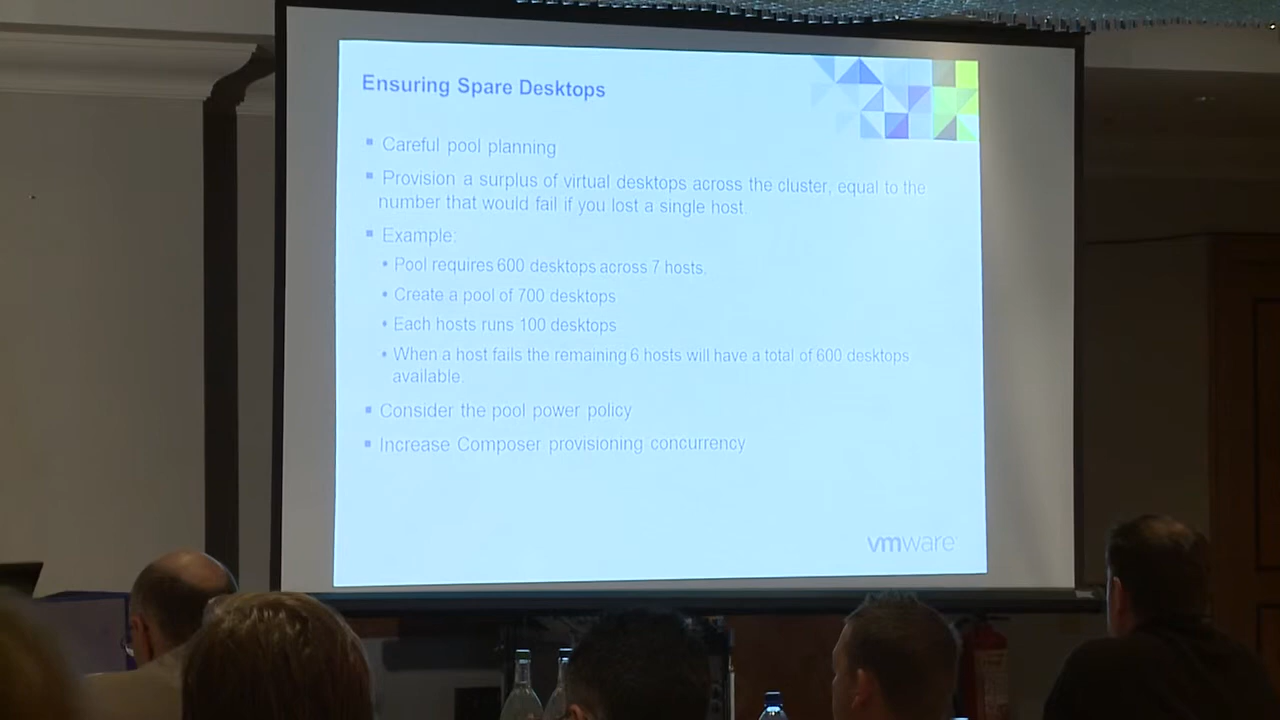 Ensuring Spare Desktops
Careful pool planning
Provision a surplus of virtual desktops across the cluster, equal to the
number that would fail if you lost a single host.
Example:
Pool requires 600 desktops across 7 hosts.
Create a pool of 700 desktops
Each hosts runs 100 desktops
When a host fails the remaining 6 hosts will have a total of 600 desktops
available.
Consider the pool power policy
Increase Composer provisioning concurrency
vmware